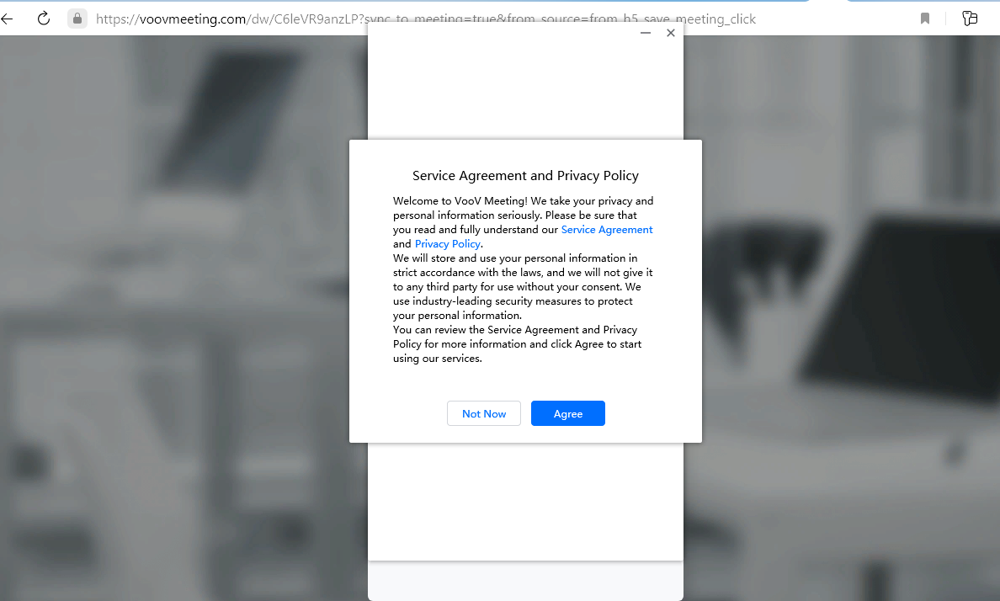 https://voovmeeting.com/dw/C6leVR9anzLP?sync_to_meeting=true&from_source=from_h5_save_meeting_click
Service Agreement and Privacy Policy
Welcome to VooV Meeting! We take your privacy and
personal information seriously. Please be sure that
you read and fully understand our Service Agreement
and Privacy Policy.
We will store and use your personal information in
strict accordance with the laws, and we will not give it
to any third party for use without your consent. We
use industry-leading security measures to protect
your personal information.
You can review the Service Agreement and Privacy
Policy for more information and click Agree to start
using our services.
Not Now
Agree